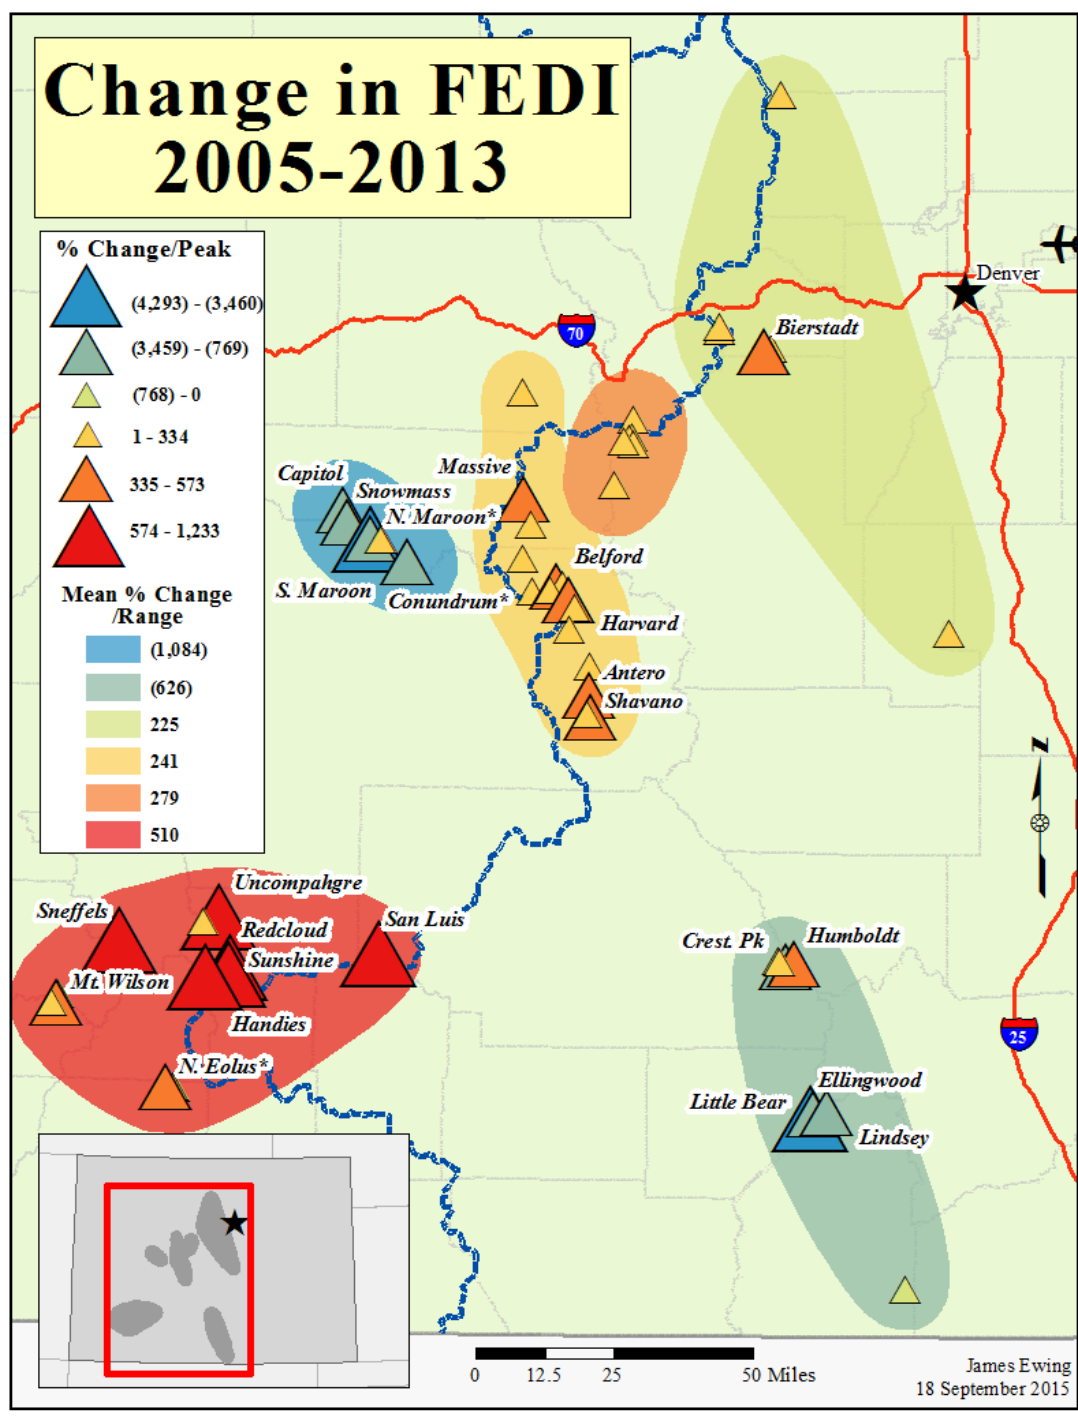 Change in FEDI
2005-2013
% Change/Peak
(4,293) - (3,460)
(3,459) - (769)
(768) - 0
1 - 334
335 - 573
574 - 1,233
Mean % Change
/Range
(1,084)
(626)
225
241
279
510
Denver
70
Bierstadt
Massive
Capitol
Snowmass
N. Maroon*
S. Maroon
Conundrum*
Belford
Harvard
Antero
Shavano
N
Uncompahgre
Sneffels
San Luis
Redcloud
Sunshine
Mt. Wilson
Handies
N. Eolus*
Crest. Pk
Humboldt
25
Ellingwood
Little Bear
Lindsey
0 12.5 25 50 Miles
James Ewing
18 September 2015